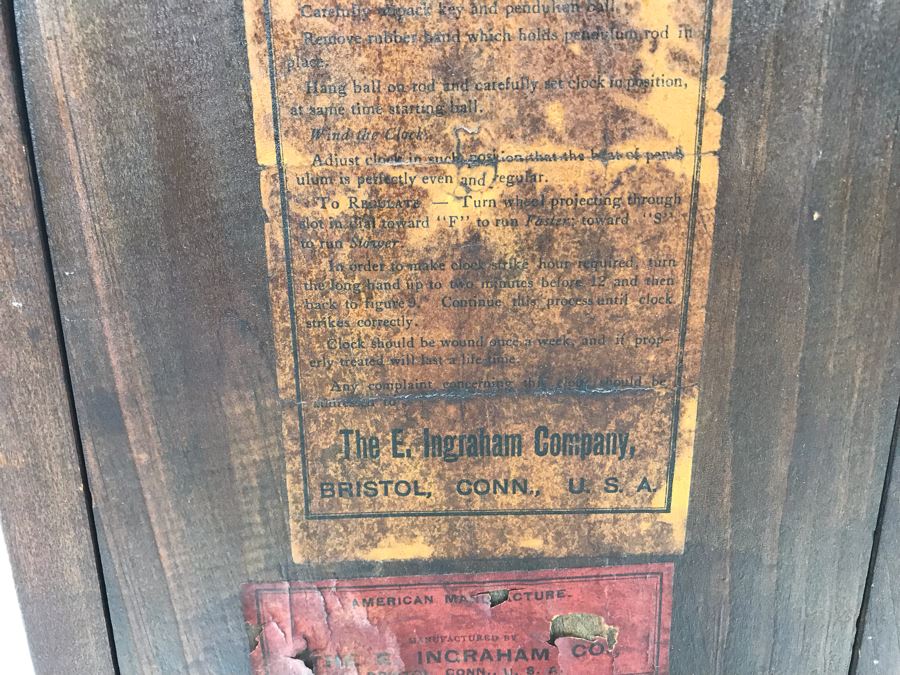 Carefully unpack key and pendulum ball.
Remove rubber band which holds pendulum rod in
place.
Hang ball on rod and carefully set clock in position,
at same time starting ball.
Wind the Clock.
Adjust clock in such position that the beat of pend-
ulum is perfectly even and regular.
To REGULATE — Turn wheel projecting through
slot in dial toward "F" to run Faster; toward "S"
to run Slower.
In order to make clock strike hour required, turn
the long hand up to two minutes before 12 and then
back to figure 9. Continue this process until clock
strikes correctly.
Clock should be wound once a week, and if prop-
erly treated will last a life-time.
Any complaint concerning this clock should be
The E. Ingraham Company,
BRISTOL, CONN., U. S. A.
AMERICAN MANUFACTURE.
MANUFACTURED BY
THE E. INGRAHAM CO.,
BRISTOL, CONN., U. S. A.